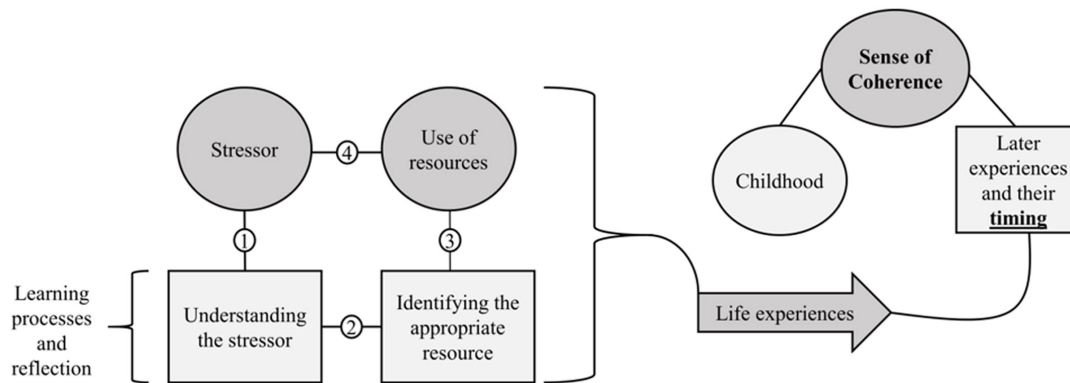 Stressor
4
Use of
resources
1
3
Learning
processes
and
reflection
Understanding
the stressor
2
Identifying the
appropriate
resource
Sense of
Coherence
Childhood
Later
experiences
and their
timing
Life experiences